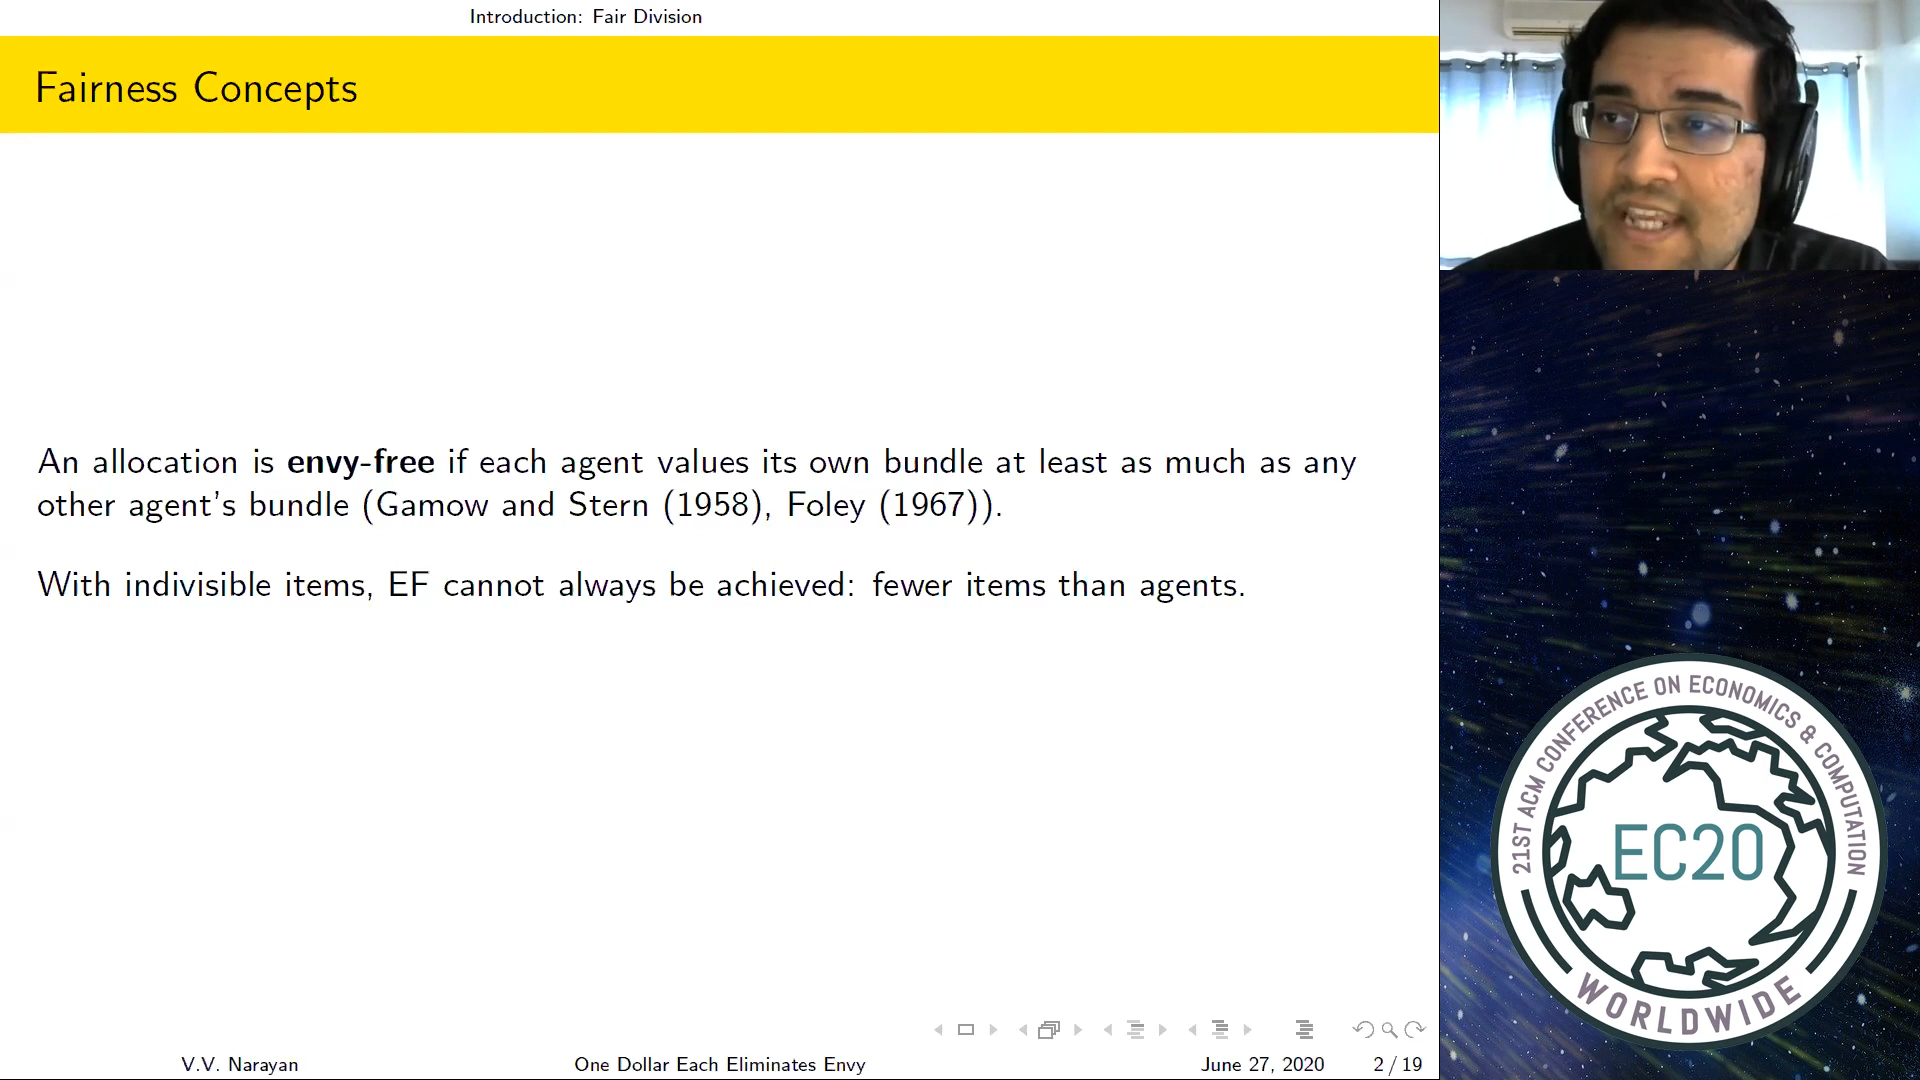 Introduction: Fair Division
Fairness Concepts
An allocation is envy-free if each agent values its own bundle at least as much as any
other agent's bundle (Gamow and Stern (1958), Foley (1967)).
With indivisible items, EF cannot always be achieved: fewer items than agents.
V.V. Narayan
One Dollar Each Eliminates Envy
June 27, 2020
2 / 19
21ST ACM CONFERENCE ON ECONOMICS & COMPUTATION
EC20
WORLDWIDE